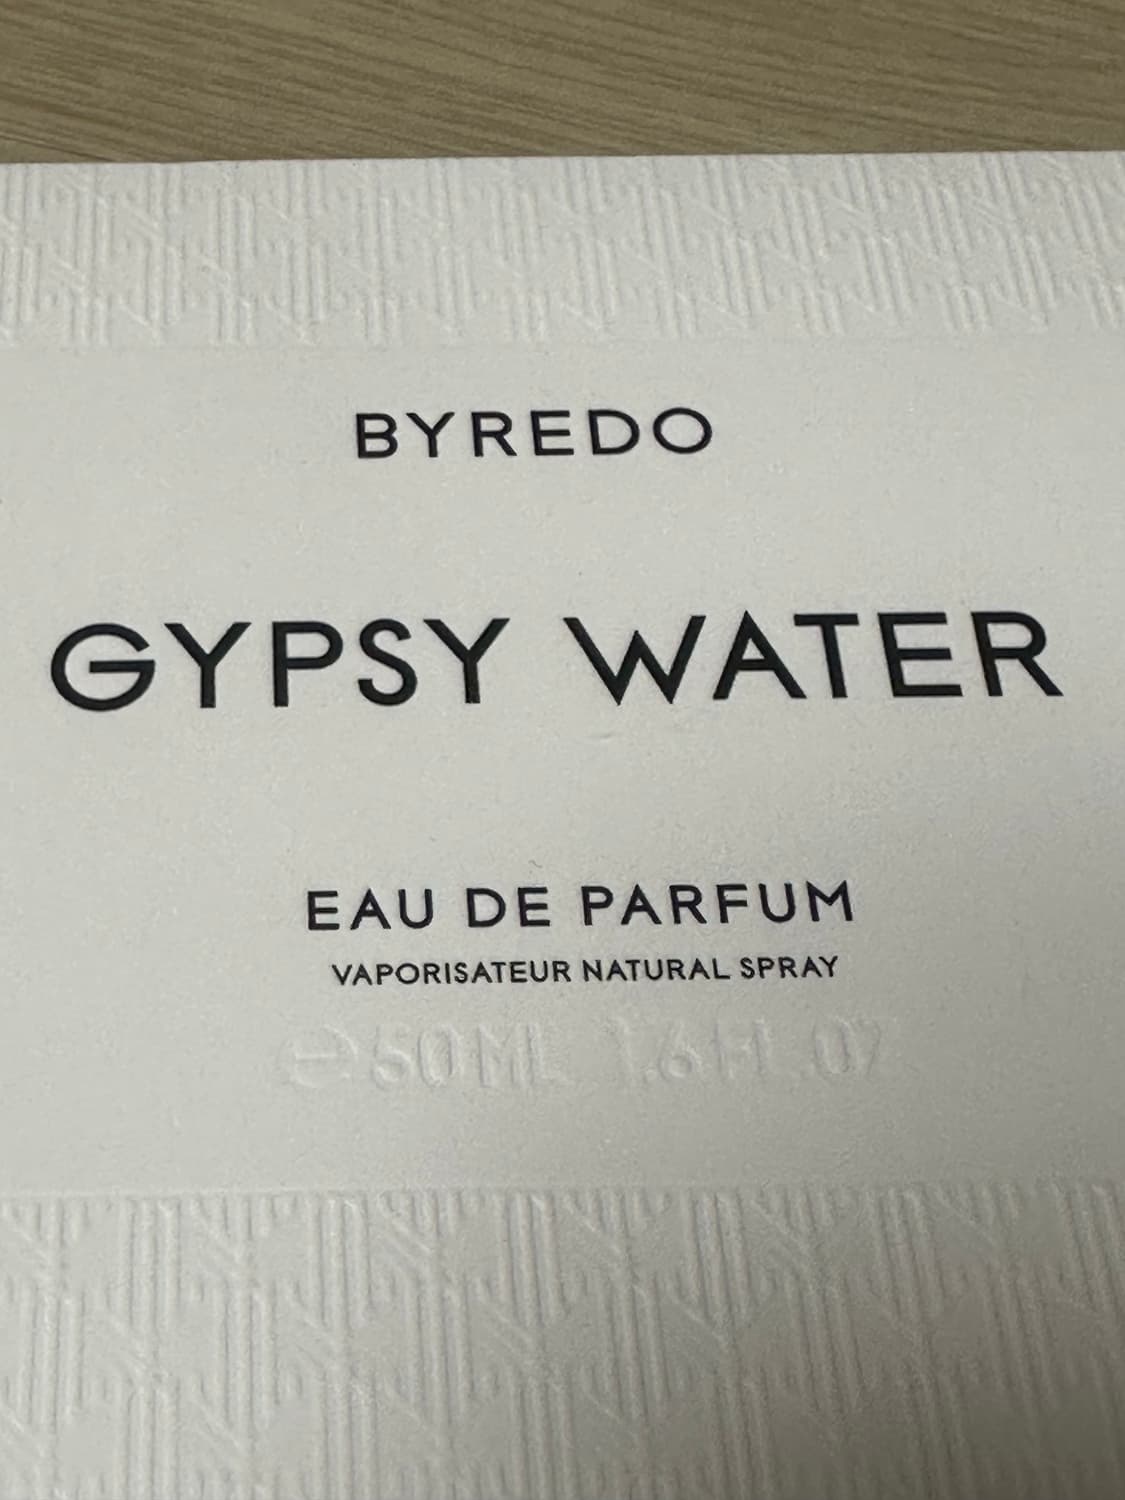 BYREDO
GYPSY WATER
EAU DE PARFUM
VAPORISATEUR NATURAL SPRAY
℮ 50 ML 1.6 FL.OZ